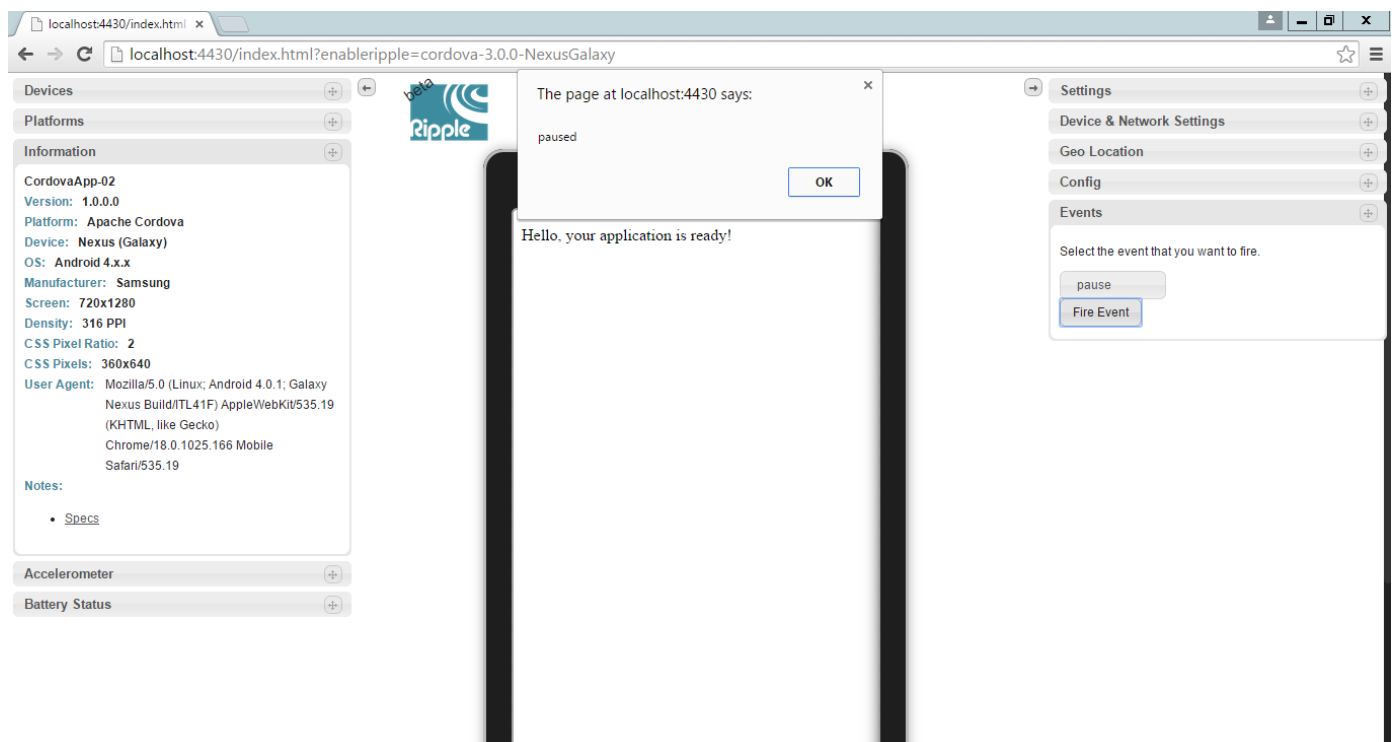 localhost:4430/index.html
localhost:4430/index.html?enableripple=cordova-3.0.0-NexusGalaxy
Devices
Platforms
Information
CordovaApp-02
Version: 1.0.0.0
Platform: Apache Cordova
Device: Nexus (Galaxy)
OS: Android 4.x.x
Manufacturer: Samsung
Screen: 720x1280
Density: 316 PPI
CSS Pixel Ratio: 2
CSS Pixels: 360x640
User Agent: Mozilla/5.0 (Linux; Android 4.0.1; Galaxy
Nexus Build/ITL41F) AppleWebKit/535.19
(KHTML, like Gecko)
Chrome/18.0.1025.166 Mobile
Safari/535.19
Notes:
Specs
Accelerometer
Battery Status
beta
Ripple
The page at localhost:4430 says:
paused
OK
Hello, your application is ready!
Settings
Device & Network Settings
Geo Location
Config
Events
Select the event that you want to fire.
pause
Fire Event